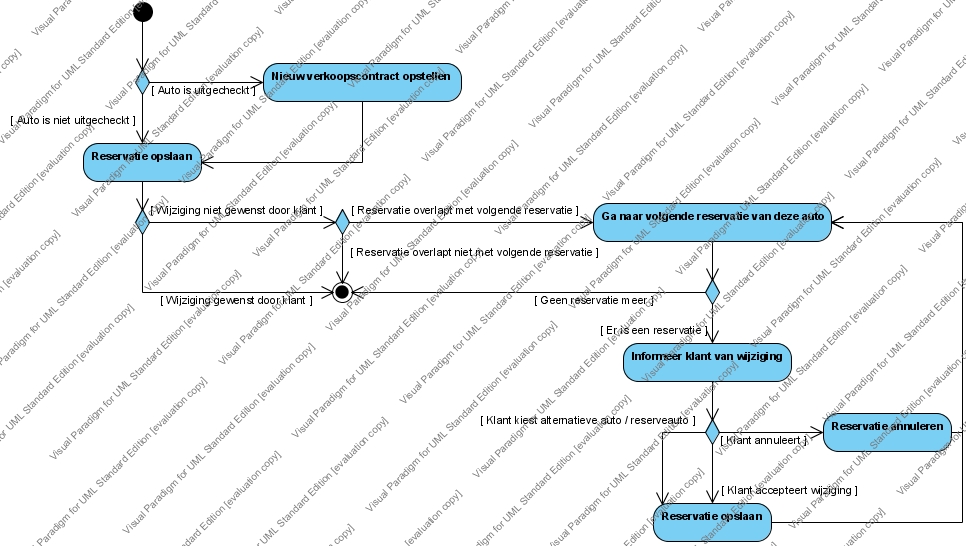 Nieuw verkoopscontract opstellen
[ Auto is uitgecheckt ]
[ Auto is niet uitgecheckt ]
Reservatie opslaan
[ Wijziging niet gewenst door klant ]
[ Reservatie overlapt met volgende reservatie ]
Ga naar volgende reservatie van deze auto
[ Reservatie overlapt niet met volgende reservatie ]
[ Wijziging gewenst door klant ]
[ Geen reservatie meer ]
[ Er is een reservatie ]
Informeer klant van wijziging
[ Klant kiest alternatieve auto / reserveauto ]
Reservatie annuleren
[ Klant annuleert ]
[ Klant accepteert wijziging ]
Reservatie opslaan
Visual Paradigm for UML Standard Edition [evaluation copy]